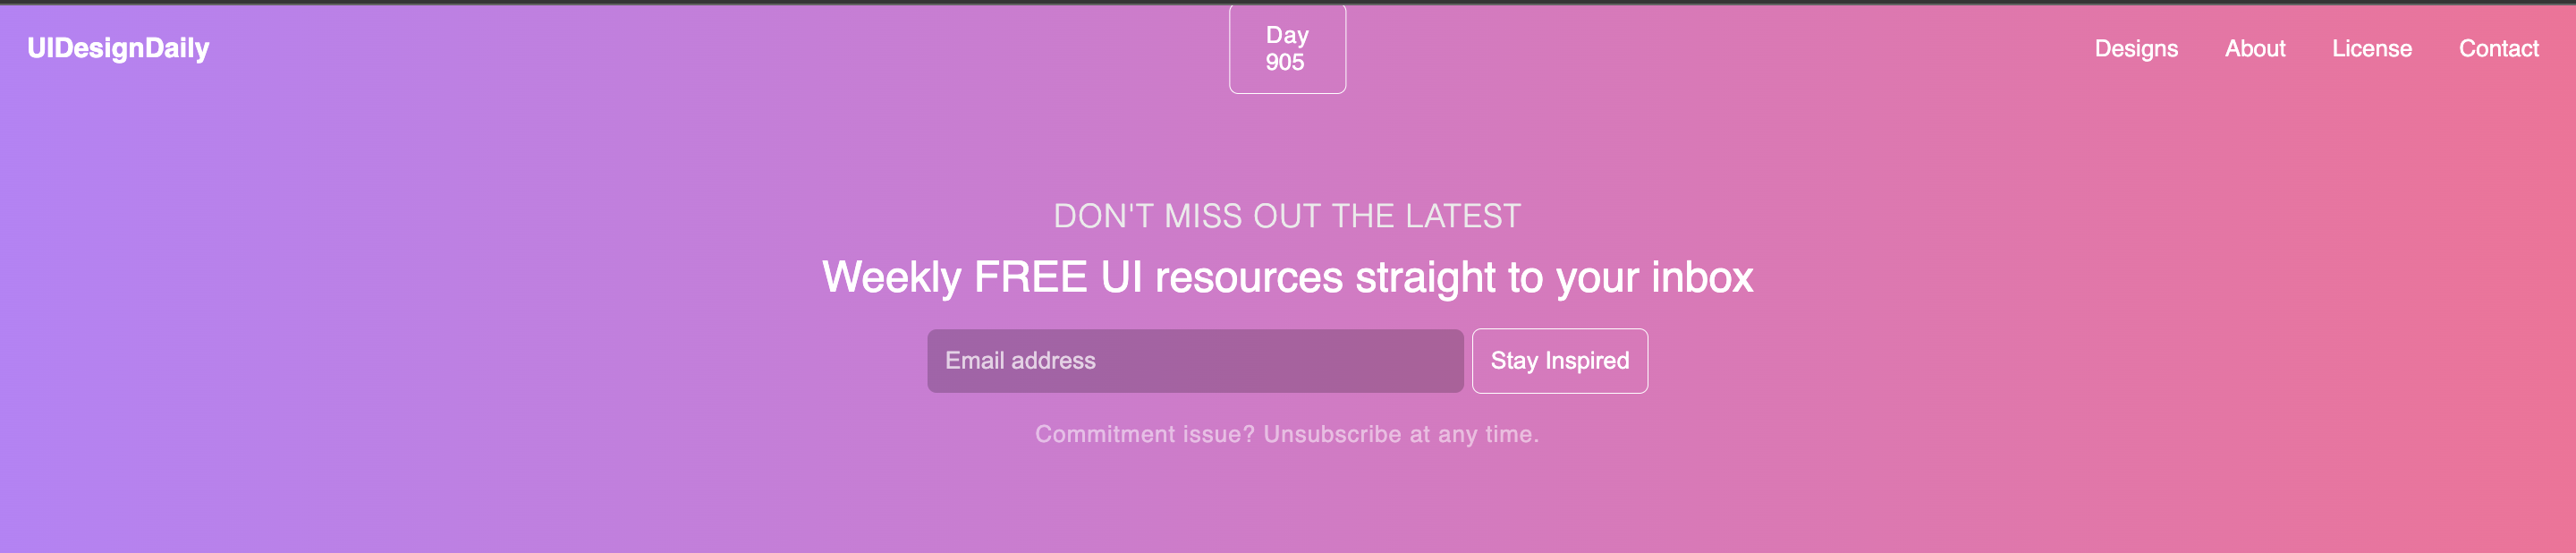 UIDesignDaily
Day
905
Designs About License Contact
DON'T MISS OUT THE LATEST
Weekly FREE UI resources straight to your inbox
Email address Stay Inspired
Commitment issue? Unsubscribe at any time.